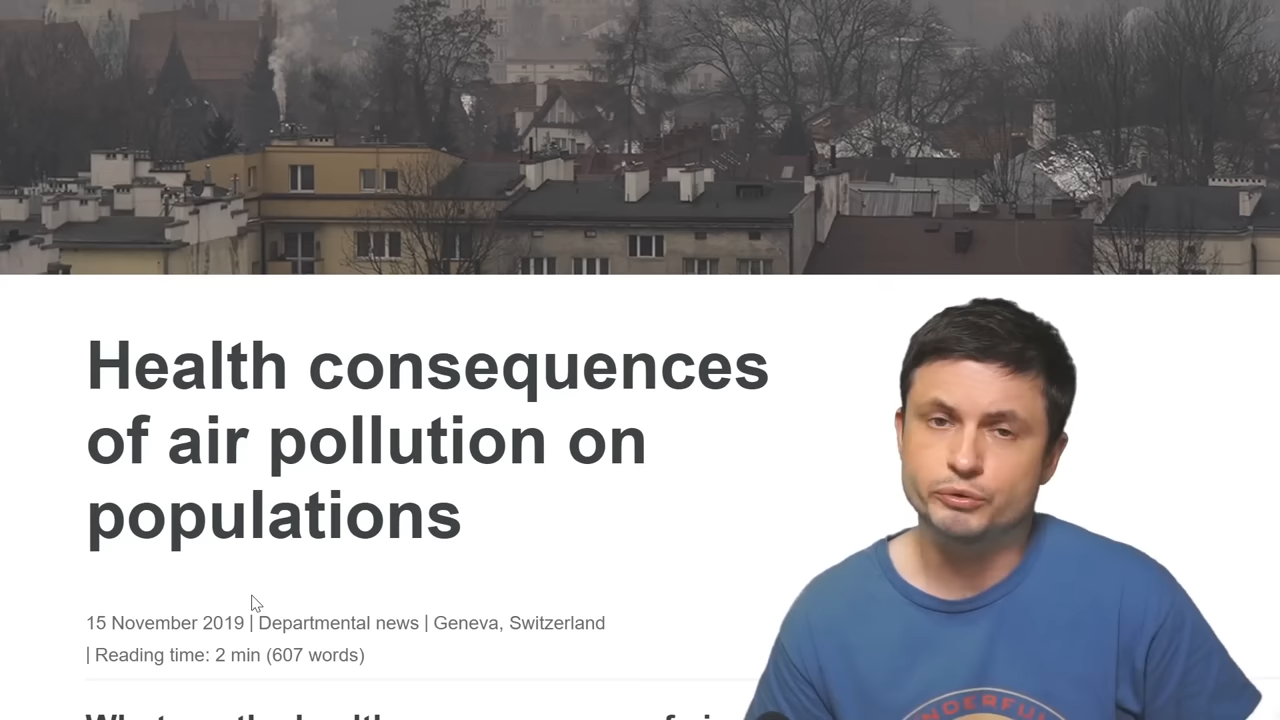 Health consequences
of air pollution on
populations
15 November 2019 | Departmental news | Geneva, Switzerland
| Reading time: 2 min (607 words)